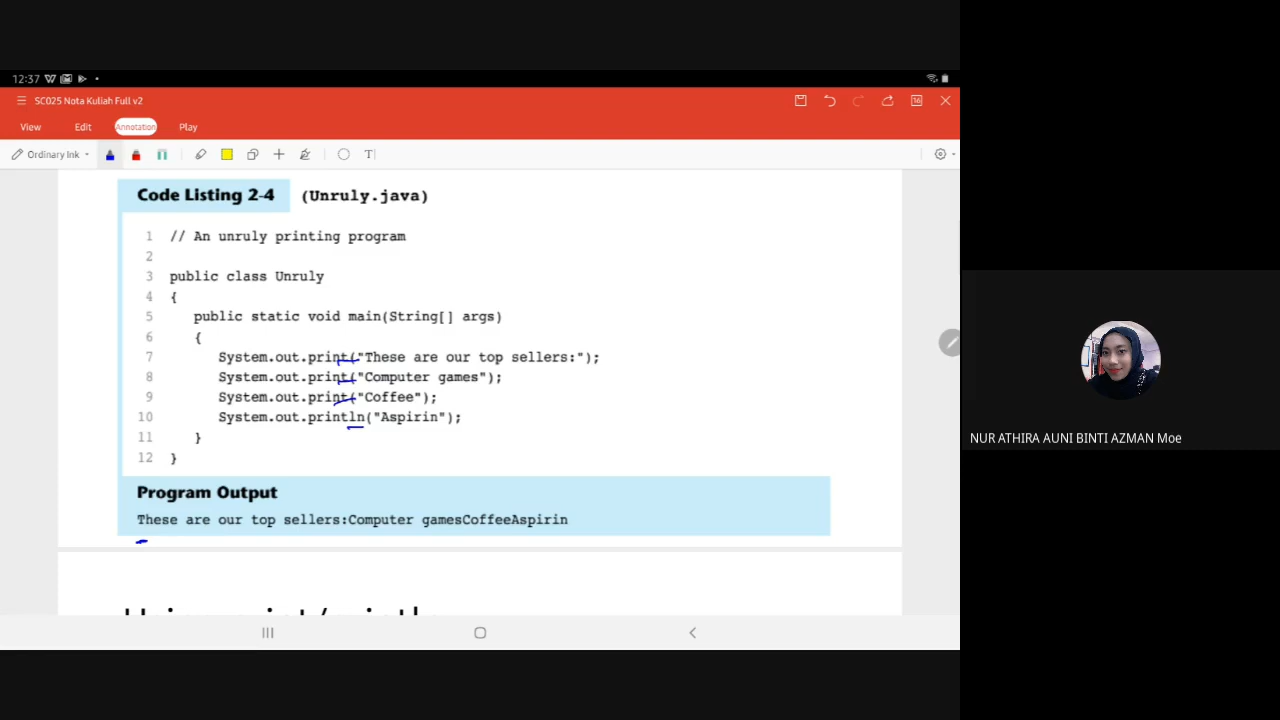 12:37
SC025 Nota Kuliah Full v2
16
View Edit Annotation Play
Ordinary Ink T
Code Listing 2-4 (Unruly.java)
1 // An unruly printing program
2
3 public class Unruly
4 {
5 public static void main(String[] args)
6 {
7 System.out.print("These are our top sellers:");
8 System.out.print("Computer games");
9 System.out.print("Coffee");
10 System.out.println("Aspirin");
11 }
12 }
Program Output
These are our top sellers:Computer gamesCoffeeAspirin
NUR ATHIRA AUNI BINTI AZMAN Moe